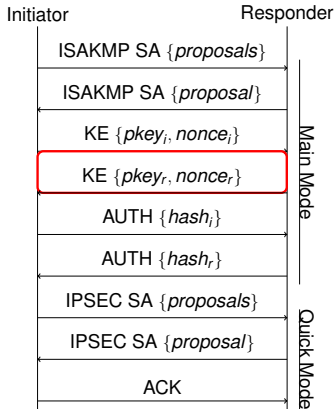 Initiator Responder
ISAKMP SA {proposals}
ISAKMP SA {proposal}
KE {pkeyᵢ, nonceᵢ}
KE {pkeyᵣ, nonceᵣ}
AUTH {hashᵢ}
AUTH {hashᵣ}
IPSEC SA {proposals}
IPSEC SA {proposal}
ACK
Main Mode
Quick Mode